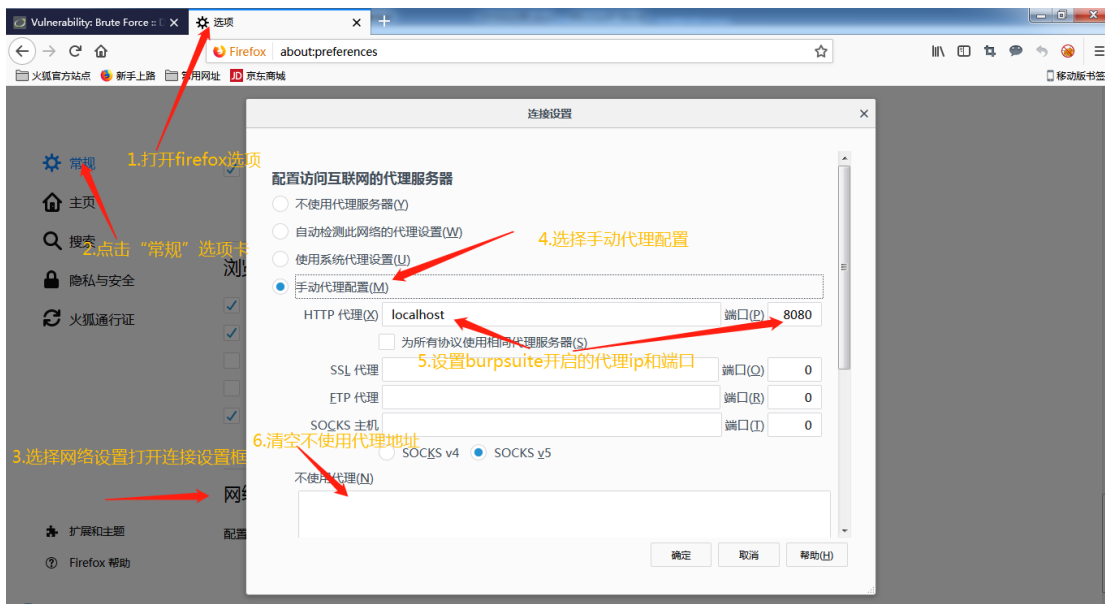 Vulnerability: Brute Force :: D
选项
Firefox
about:preferences
火狐官方站点
新手上路
常用网址
JD 京东商城
移动版书签
连接设置
常规
1.打开firefox选项
配置访问互联网的代理服务器
主页
不使用代理服务器(Y)
搜索
2.点击“常规”选项卡
自动检测此网络的代理设置(W)
4.选择手动代理配置
使用系统代理设置(U)
隐私与安全
手动代理配置(M)
HTTP 代理(X) localhost 端口(P) 8080
火狐通行证
为所有协议使用相同代理服务器(S)
5.设置burpsuite开启的代理ip和端口
SSL 代理 端口(O) 0
FTP 代理 端口(R) 0
SOCKS 主机 端口(T) 0
6.清空不使用代理地址
SOCKS v4 SOCKS v5
3.选择网络设置打开连接设置框
不使用代理(N)
扩展和主题
配置
Firefox 帮助
确定 取消 帮助(H)